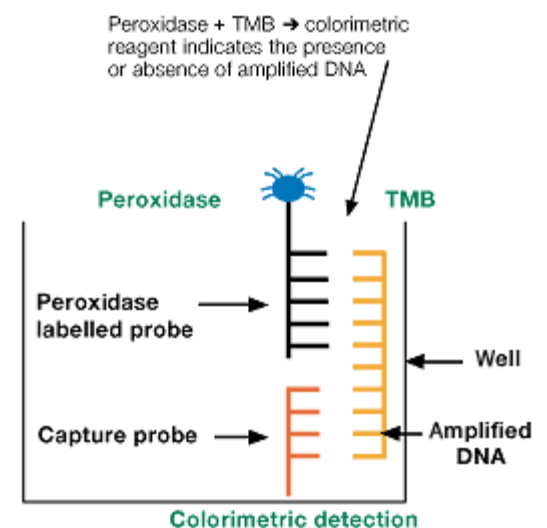 Peroxidase + TMB ➔ colorimetric
reagent indicates the presence
or absence of amplified DNA
Peroxidase
TMB
Peroxidase
labelled probe
Well
Capture probe
Amplified
DNA
Colorimetric detection